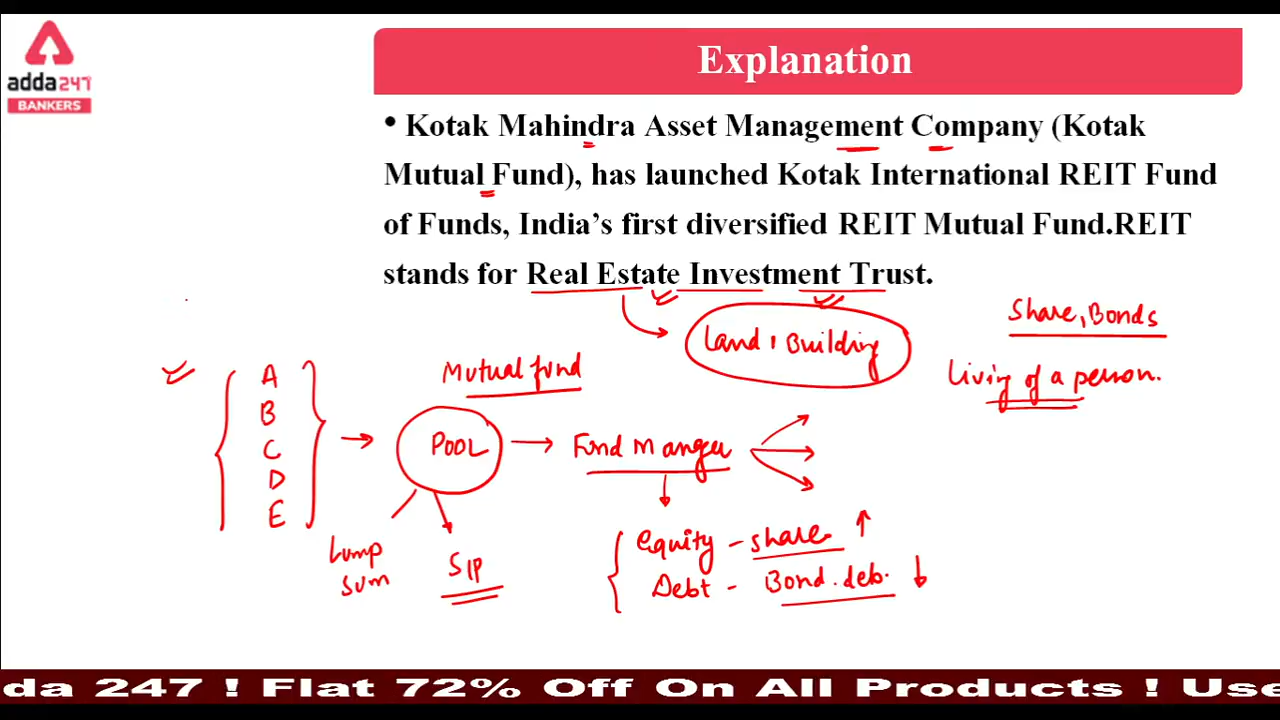 adda247
BANKERS
Explanation
• Kotak Mahindra Asset Management Company (Kotak
Mutual Fund), has launched Kotak International REIT Fund
of Funds, India’s first diversified REIT Mutual Fund.REIT
stands for Real Estate Investment Trust.
Share, Bonds
Land, Building
Living of a person.
Mutual fund
A
B
C
D
E
POOL
Fund Manger
Lump
sum
SIP
Equity - share
Debt - Bond. deb.
da 247 ! Flat 72% Off On All Products ! Use